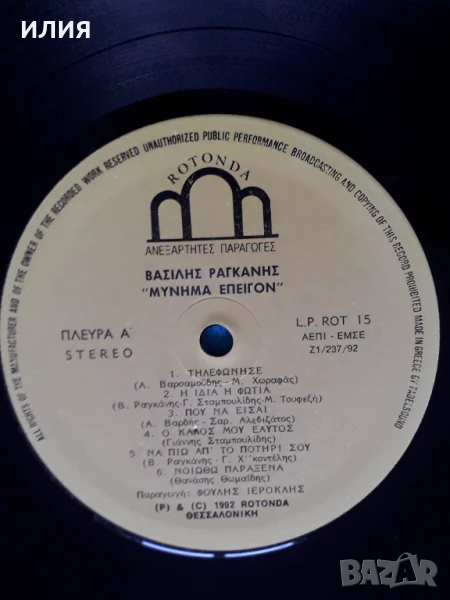 илия
ALL RIGHTS OF THE MANUFACTURER AND OF THE OWNER OF THE RECORDED WORK RESERVED UNAUTHORIZED PUBLIC PERFORMANCE BROADCASTING AND COPYING OF THIS RECORD PROHIBITED MADE IN GREECE BY FABELSOUND
ROTONDA
ΑΝΕΞΑΡΤΗΤΕΣ ΠΑΡΑΓΩΓΕΣ
ΒΑΣΙΛΗΣ ΡΑΓΚΑΝΗΣ
"ΜΥΝΗΜΑ ΕΠΕΙΓΟΝ"
ΠΛΕΥΡΑ Α΄
STEREO
L.P. ROT 15
ΑΕΠΙ - ΕΜΣΕ
Z1/237/92
1. ΤΗΛΕΦΩΝΗΣΕ
(Α. Βαρσαμούδης - Μ. Χωραφάς)
2. Η ΙΔΙΑ Η ΦΩΤΙΑ
(Β. Ραγκάνης-Γ. Σταμπουλίδης-Μ. Τουφεξή)
3. ΠΟΥ ΝΑ ΕΙΣΑΙ
(Α. Βαρδής - Σαρ. Αλεβιζάτος)
4. Ο ΚΑΛΟΣ ΜΟΥ ΕΑΥΤΟΣ
(Γιάννης Σταμπουλίδης)
5. ΝΑ ΠΙΩ ΑΠ' ΤΟ ΠΟΤΗΡΙ ΣΟΥ
(Β. Ραγκάνης - Γ. Χ"κοντέλης)
6. ΝΟΙΩΘΩ ΠΑΡΑΞΕΝΑ
(Θανάσης Θωμαΐδης)
Παραγωγή: ΦΟΥΛΗΣ ΙΕΡΟΚΛΗΣ
(P) & (C) 1992 ROTONDA
ΘΕΣΣΑΛΟΝΙΚΗ
BAZAR